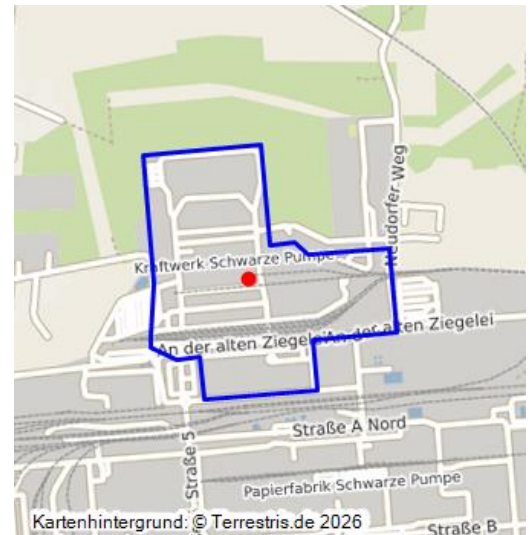 Neudorfer Weg
Kraftwerk Schwarze Pumpe
An der alten Ziegelei
An der alten Ziegelei
Straße 5
Straße A Nord
Papierfabrik Schwarze Pumpe
Straße B
Kartenhintergrund: © Terrestris.de 2026